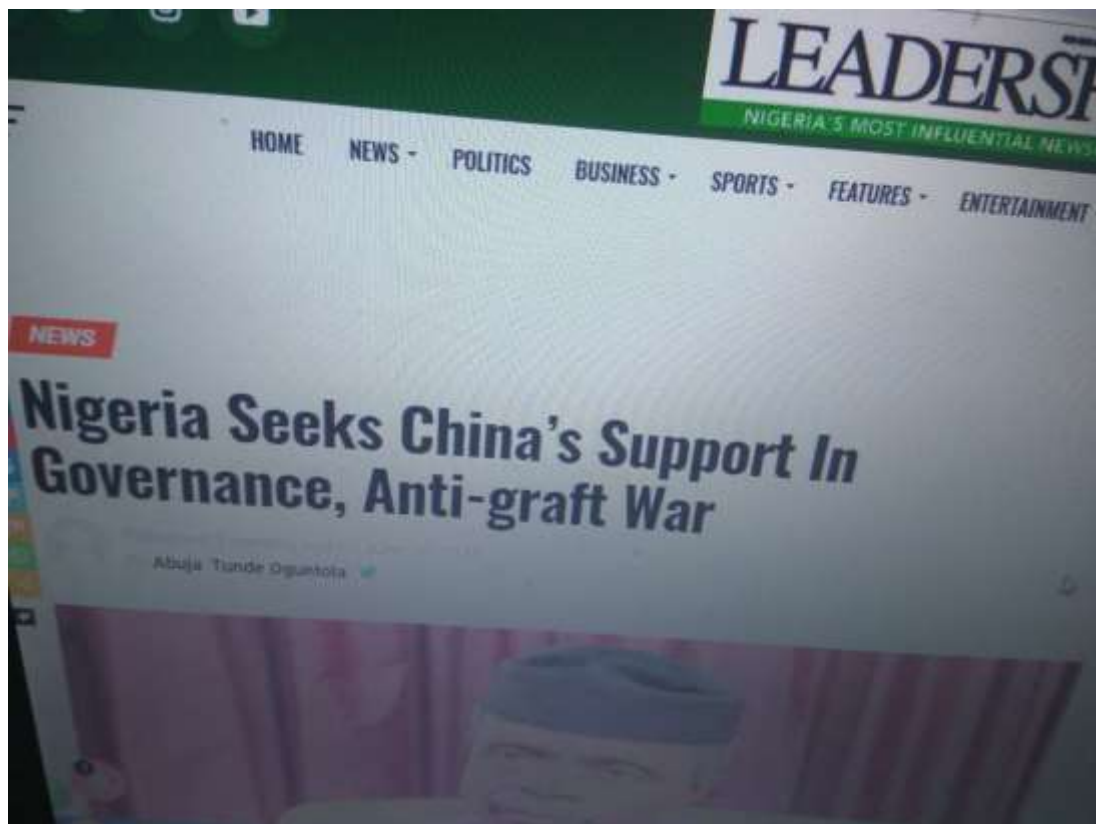 LEADERSH
NIGERIA'S MOST INFLUENTIAL NEWS
HOME NEWS POLITICS BUSINESS SPORTS FEATURES ENTERTAINMENT
NEWS
Nigeria Seeks China's Support In
Governance, Anti-graft War
Abuja Tunde Oguntola